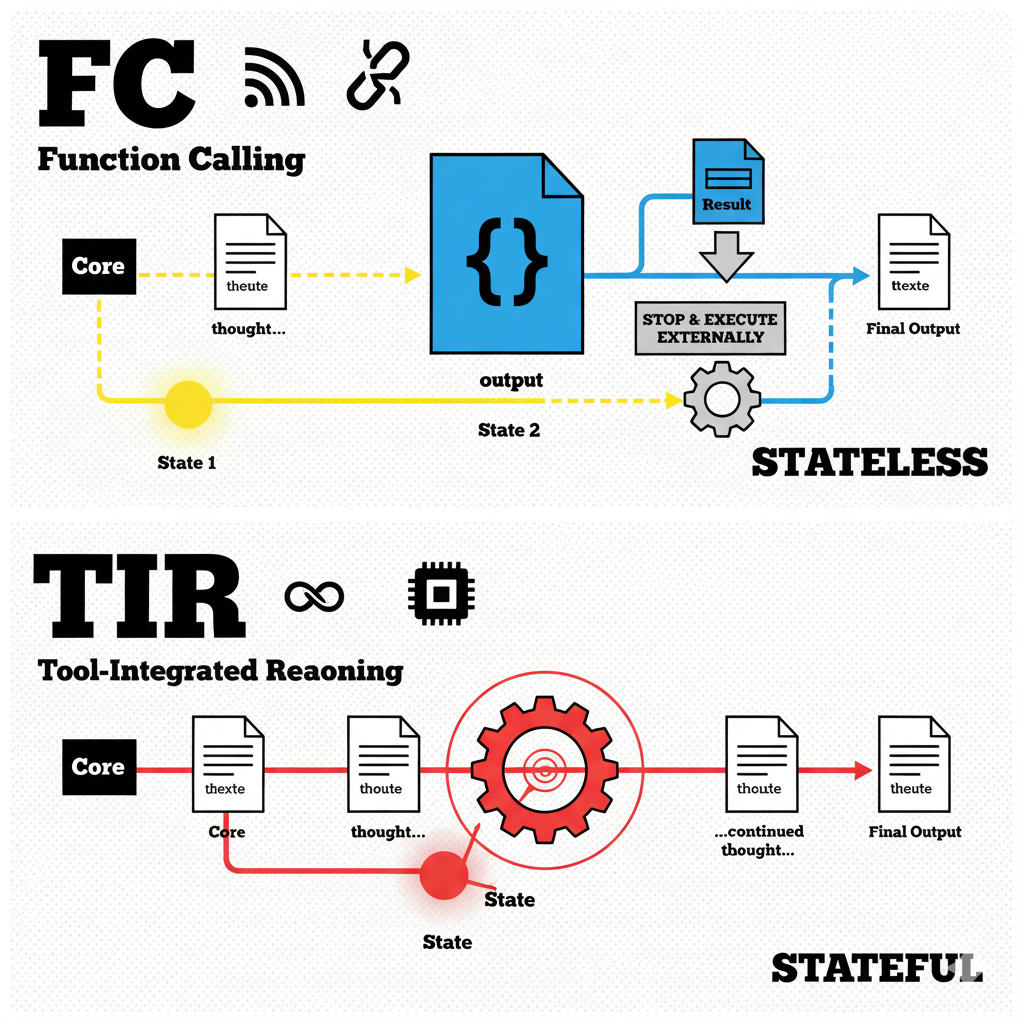 FC
Function Calling
Core
theute
thought...
{}
output
Result
STOP & EXECUTE
EXTERNALLY
ttexte
Final Output
State 1
State 2
STATELESS
TIR
Tool-Integrated Reaoning
Core
thexte
Core
thoute
thought...
thoute
...continued
thought...
theute
Final Output
State
State
STATEFUL